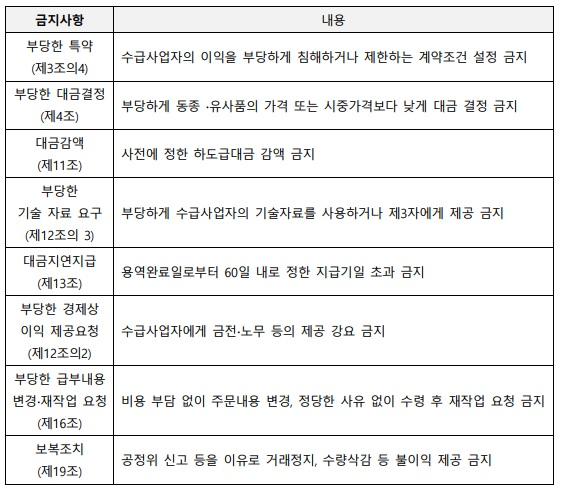 금지사항 내용
부당한 특약
(제3조의4)
수급사업자의 이익을 부당하게 침해하거나 제한하는 계약조건 설정 금지
부당한 대금결정
(제4조)
부당하게 동종 ·유사품의 가격 또는 시중가격보다 낮게 대금 결정 금지
대금감액
(제11조)
사전에 정한 하도급대금 감액 금지
부당한
기술 자료 요구
(제12조의 3)
부당하게 수급사업자의 기술자료를 사용하거나 제3자에게 제공 금지
대금지연지급
(제13조)
용역완료일로부터 60일 내로 정한 지급기일 초과 금지
부당한 경제상
이익 제공요청
(제12조의2)
수급사업자에게 금전·노무 등의 제공 강요 금지
부당한 급부내용
변경·재작업 요청
(제16조)
비용 부담 없이 주문내용 변경, 정당한 사유 없이 수령 후 재작업 요청 금지
보복조치
(제19조)
공정위 신고 등을 이유로 거래정지, 수량삭감 등 불이익 제공 금지